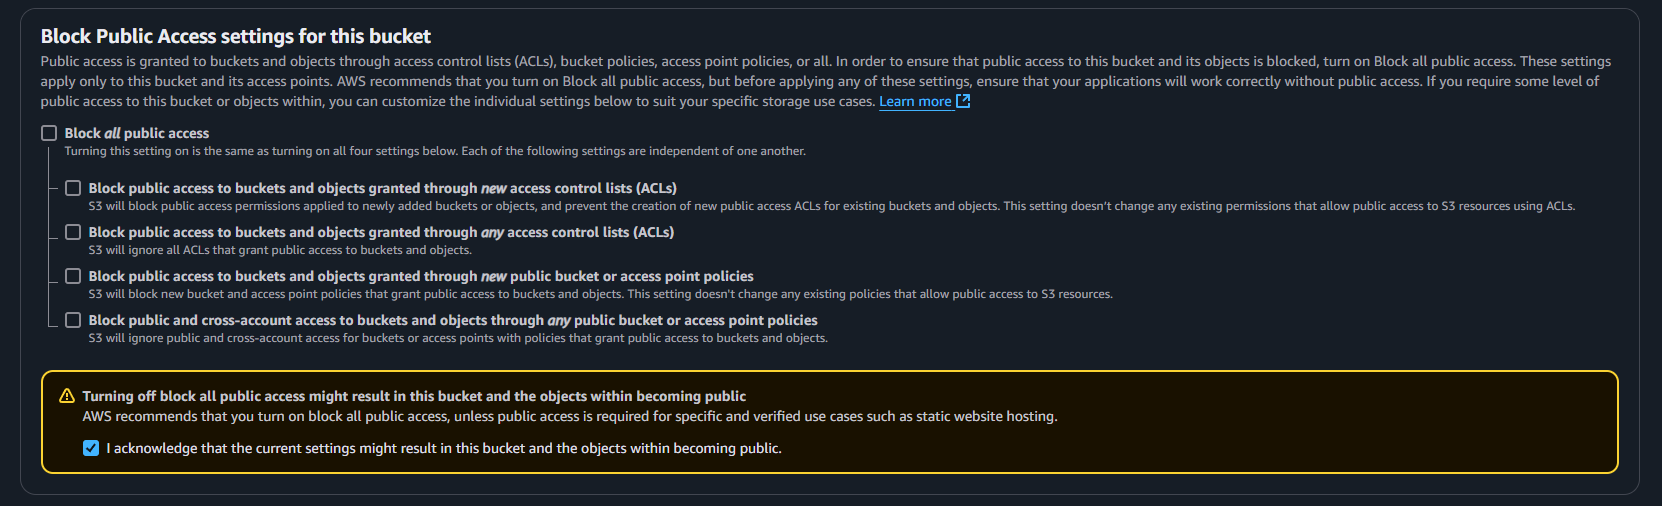 Block Public Access settings for this bucket
Public access is granted to buckets and objects through access control lists (ACLs), bucket policies, access point policies, or all. In order to ensure that public access to this bucket and its objects is blocked, turn on Block all public access. These settings
apply only to this bucket and its access points. AWS recommends that you turn on Block all public access, but before applying any of these settings, ensure that your applications will work correctly without public access. If you require some level of
public access to this bucket or objects within, you can customize the individual settings below to suit your specific storage use cases. Learn more
Block all public access
Turning this setting on is the same as turning on all four settings below. Each of the following settings are independent of one another.
Block public access to buckets and objects granted through new access control lists (ACLs)
S3 will block public access permissions applied to newly added buckets or objects, and prevent the creation of new public access ACLs for existing buckets and objects. This setting doesn't change any existing permissions that allow public access to S3 resources using ACLs.
Block public access to buckets and objects granted through any access control lists (ACLs)
S3 will ignore all ACLs that grant public access to buckets and objects.
Block public access to buckets and objects granted through new public bucket or access point policies
S3 will block new bucket and access point policies that grant public access to buckets and objects. This setting doesn't change any existing policies that allow public access to S3 resources.
Block public and cross-account access to buckets and objects through any public bucket or access point policies
S3 will ignore public and cross-account access for buckets or access points with policies that grant public access to buckets and objects.
Turning off block all public access might result in this bucket and the objects within becoming public
AWS recommends that you turn on block all public access, unless public access is required for specific and verified use cases such as static website hosting.
I acknowledge that the current settings might result in this bucket and the objects within becoming public.